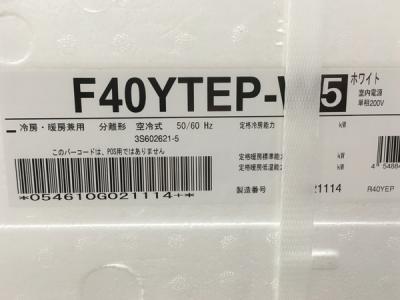 F40YTEP-
5
ホワイト
室内電源
単相200V
冷房・暖房兼用 分離形 空冷式 50/60 Hz
3S602621-5
このバーコードは、POS用ではありません
*054610G021114++*
定格冷房能力 kW
定格暖房標準能力 kW
定格暖房低温能力 kW
製造番号 21114
R40YEP